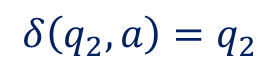 δ(q₂, a) = q₂